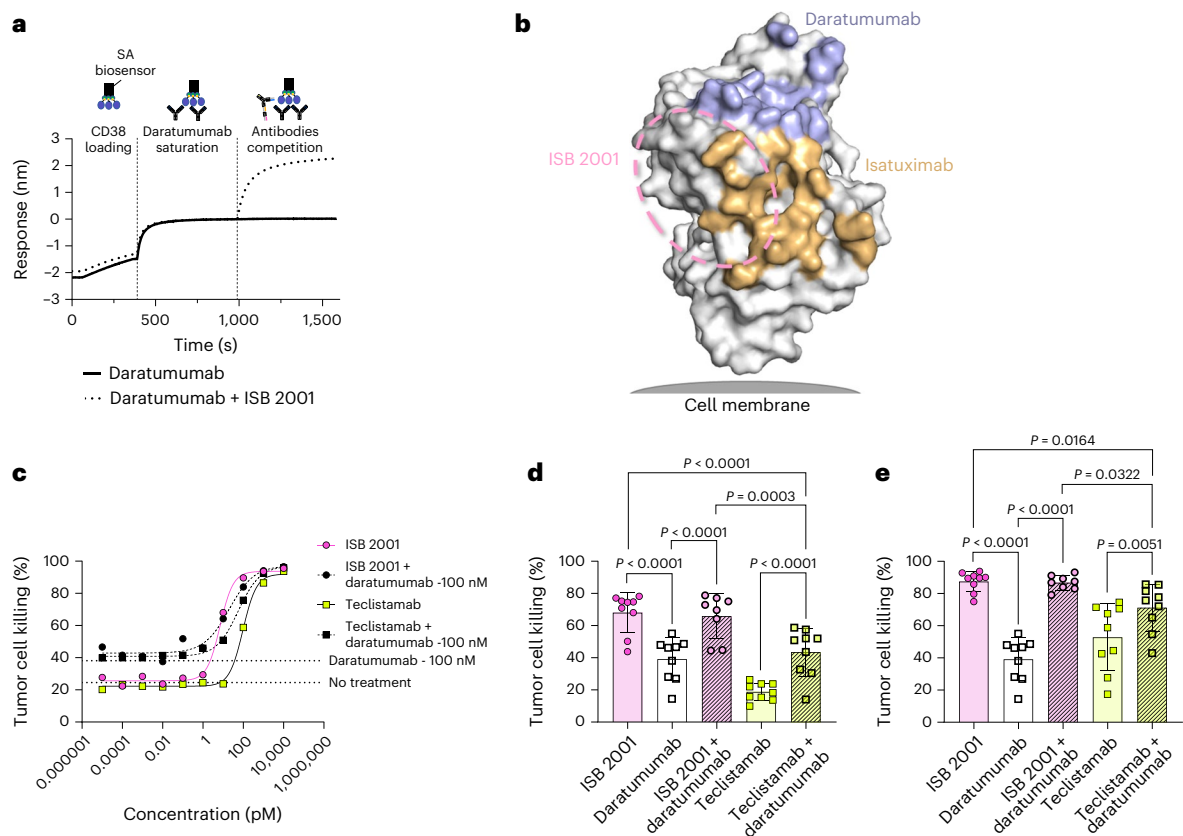 a
SA
biosensor
CD38
loading
Daratumumab
saturation
Antibodies
competition
3
2
1
0
−1
−2
−3
Response (nm)
0
500
1,000
1,500
Time (s)
Daratumumab
Daratumumab + ISB 2001
b
Daratumumab
ISB 2001
Isatuximab
Cell membrane
c
Tumor cell killing (%)
100
80
60
40
20
0
0.000001
0.0001
0.01
1
100
10,000
1,000,000
Concentration (pM)
ISB 2001
ISB 2001 +
daratumumab -100 nM
Teclistamab
Teclistamab +
daratumumab -100 nM
Daratumumab - 100 nM
No treatment
d
P < 0.0001
P = 0.0003
P < 0.0001
P < 0.0001
P < 0.0001
Tumor cell killing (%)
100
80
60
40
20
0
ISB 2001
Daratumumab
ISB 2001 +
daratumumab
Teclistamab
Teclistamab +
daratumumab
e
P = 0.0164
P = 0.0322
P < 0.0001
P < 0.0001
P = 0.0051
Tumor cell killing (%)
100
80
60
40
20
0
ISB 2001
Daratumumab
ISB 2001 +
daratumumab
Teclistamab
Teclistamab +
daratumumab